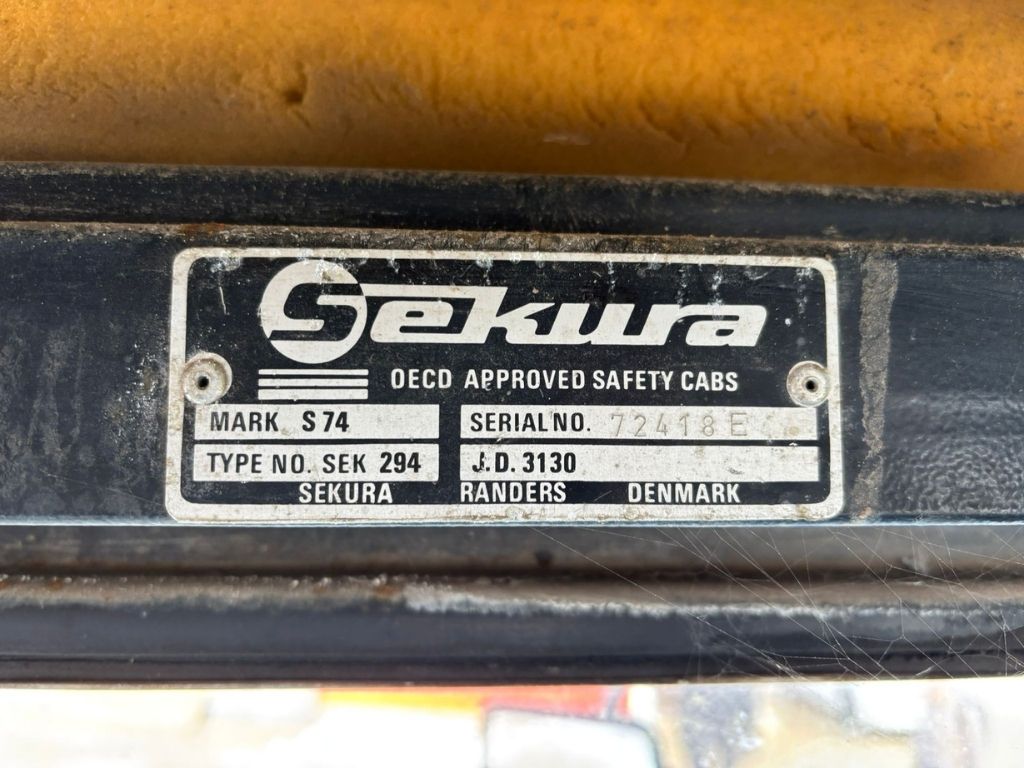 Sekura
OECD APPROVED SAFETY CABS
MARK S 74
SERIAL NO. 72418 E
TYPE NO. SEK 294
J.D. 3130
SEKURA RANDERS DENMARK